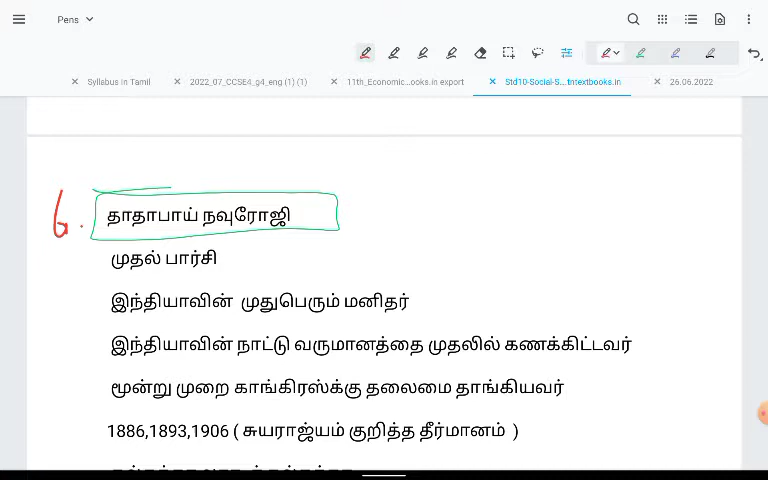 Pens
Syllabus In Tamil
2022_07_CCSE4_g4_eng (1) (1)
11th_Economic...ooks.in export
Std10-Social-S...tntextbooks.in
26.06.2022
6. தாதாபாய் நவுரோஜி
முதல் பார்சி
இந்தியாவின் முதுபெரும் மனிதர்
இந்தியாவின் நாட்டு வருமானத்தை முதலில் கணக்கிட்டவர்
மூன்று முறை காங்கிரஸ்க்கு தலைமை தாங்கியவர்
1886,1893,1906 ( சுயராஜ்யம் குறித்த தீர்மானம் )